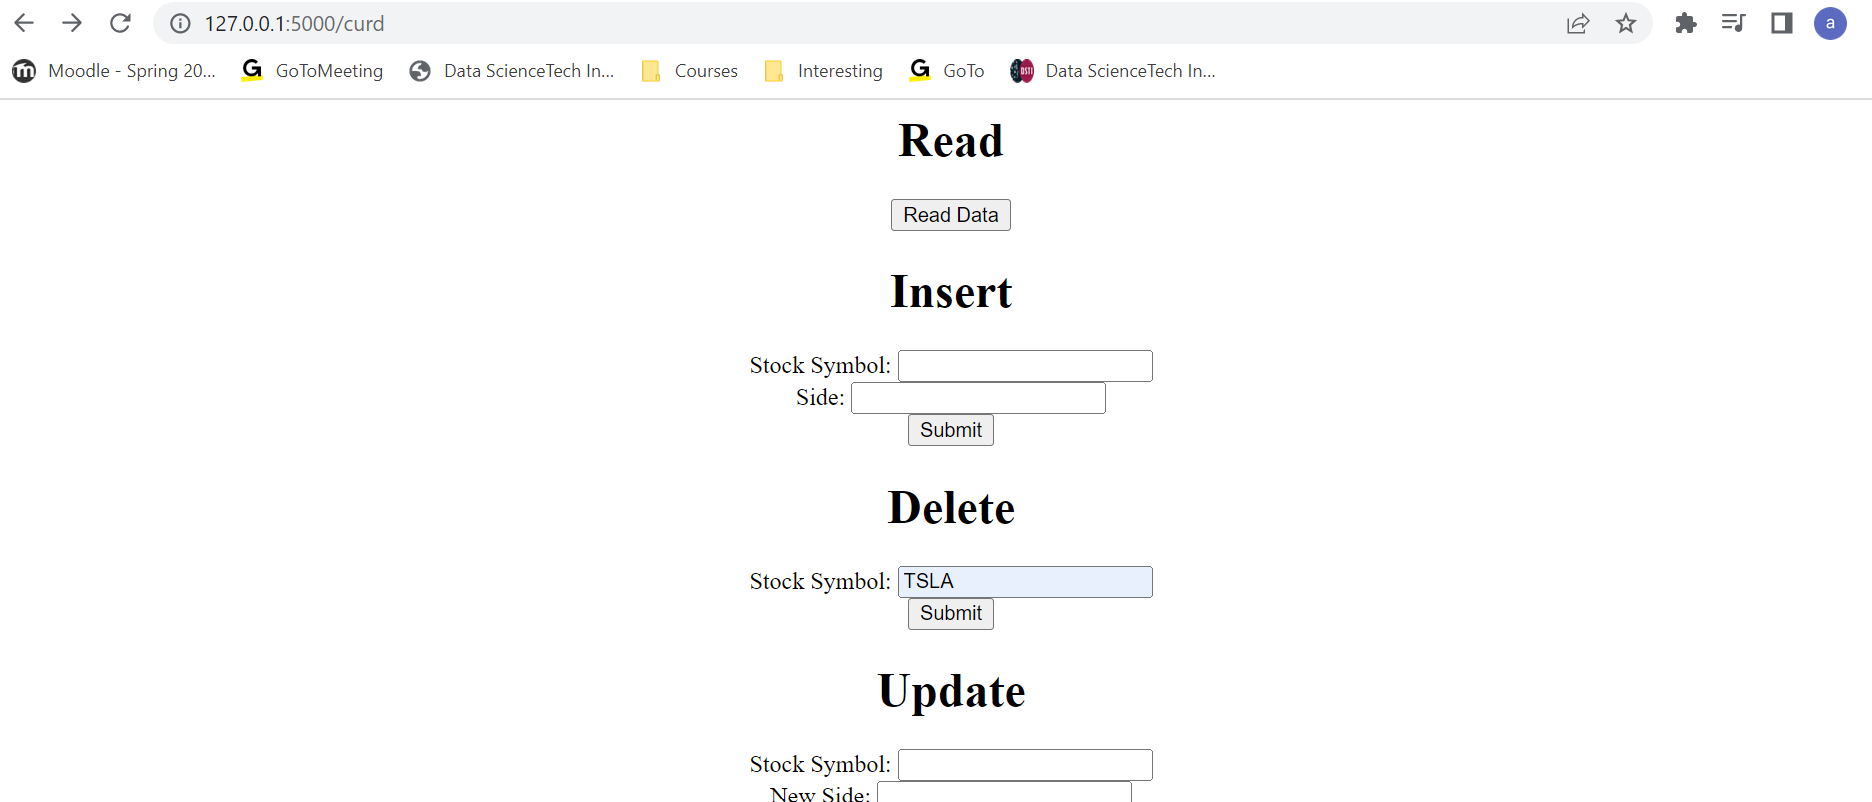 127.0.0.1:5000/curd
a
Moodle - Spring 20... GoToMeeting Data ScienceTech In... Courses Interesting GoTo DSTI Data ScienceTech In...
Read
Read Data
Insert
Stock Symbol:
Side:
Submit
Delete
Stock Symbol: TSLA
Submit
Update
Stock Symbol:
New Side: